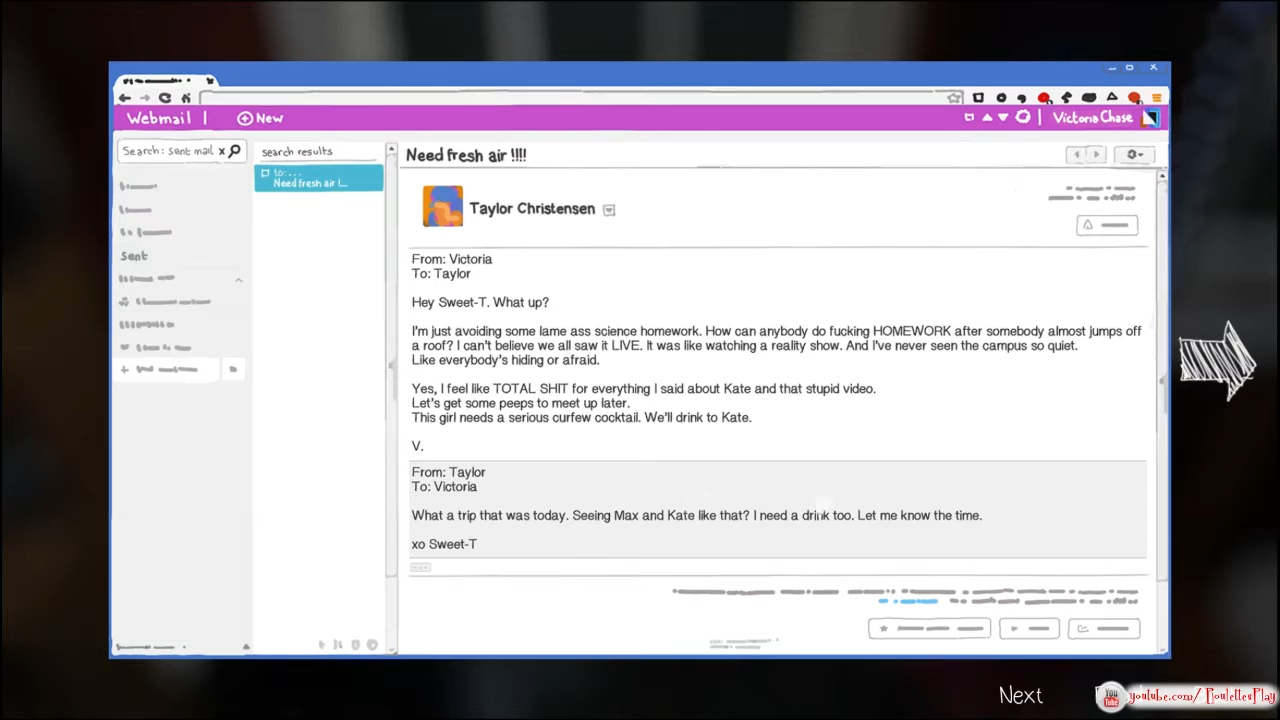 Webmail |
New
Victoria Chase
Search: sent mail x
search results
Need fresh air !!!!
to: ...
Need fresh air !...
Sent
Taylor Christensen
From: Victoria
To: Taylor
Hey Sweet-T. What up?
I'm just avoiding some lame ass science homework. How can anybody do fucking HOMEWORK after somebody almost jumps off
a roof? I can't believe we all saw it LIVE. It was like watching a reality show. And I've never seen the campus so quiet.
Like everybody's hiding or afraid.
Yes, I feel like TOTAL SHIT for everything I said about Kate and that stupid video.
Let's get some peeps to meet up later.
This girl needs a serious curfew cocktail. We'll drink to Kate.
V.
From: Taylor
To: Victoria
What a trip that was today. Seeing Max and Kate like that? I need a drink too. Let me know the time.
xo Sweet-T
Next
You Tube youtube.com/ RoulettesPlay